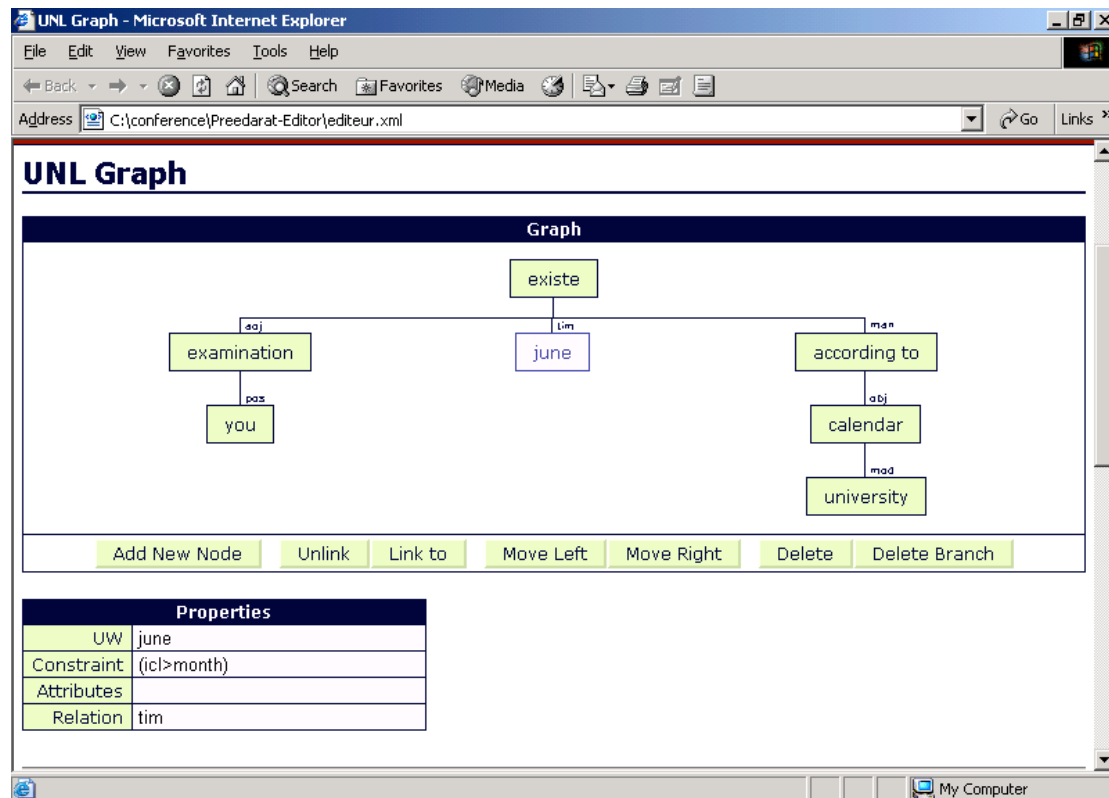 UNL Graph - Microsoft Internet Explorer
File Edit View Favorites Tools Help
Back Search Favorites Media
Address C:\conference\Preedarat-Editor\editeur.xml Go Links »
UNL Graph
Graph
existe
aoj tim man
examination june according to
pos obj
you calendar
mod
university
Add New Node Unlink Link to Move Left Move Right Delete Delete Branch
Properties
UW june
Constraint (icl>month)
Attributes
Relation tim
My Computer